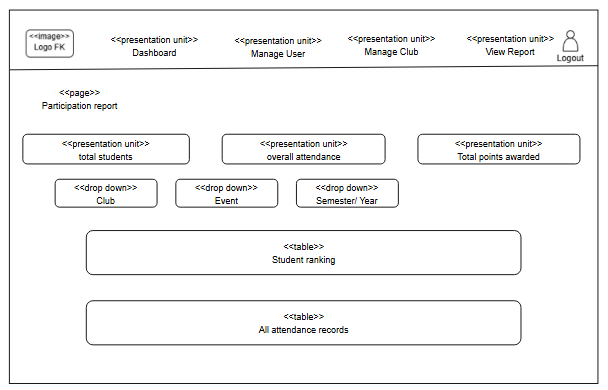 <<image>>
Logo FK
<<presentation unit>>
Dashboard
<<presentation unit>>
Manage User
<<presentation unit>>
Manage Club
<<presentation unit>>
View Report
Logout
<<page>>
Participation report
<<presentation unit>>
total students
<<presentation unit>>
overall attendance
<<presentation unit>>
Total points awarded
<<drop down>>
Club
<<drop down>>
Event
<<drop down>>
Semester/ Year
<<table>>
Student ranking
<<table>>
All attendance records